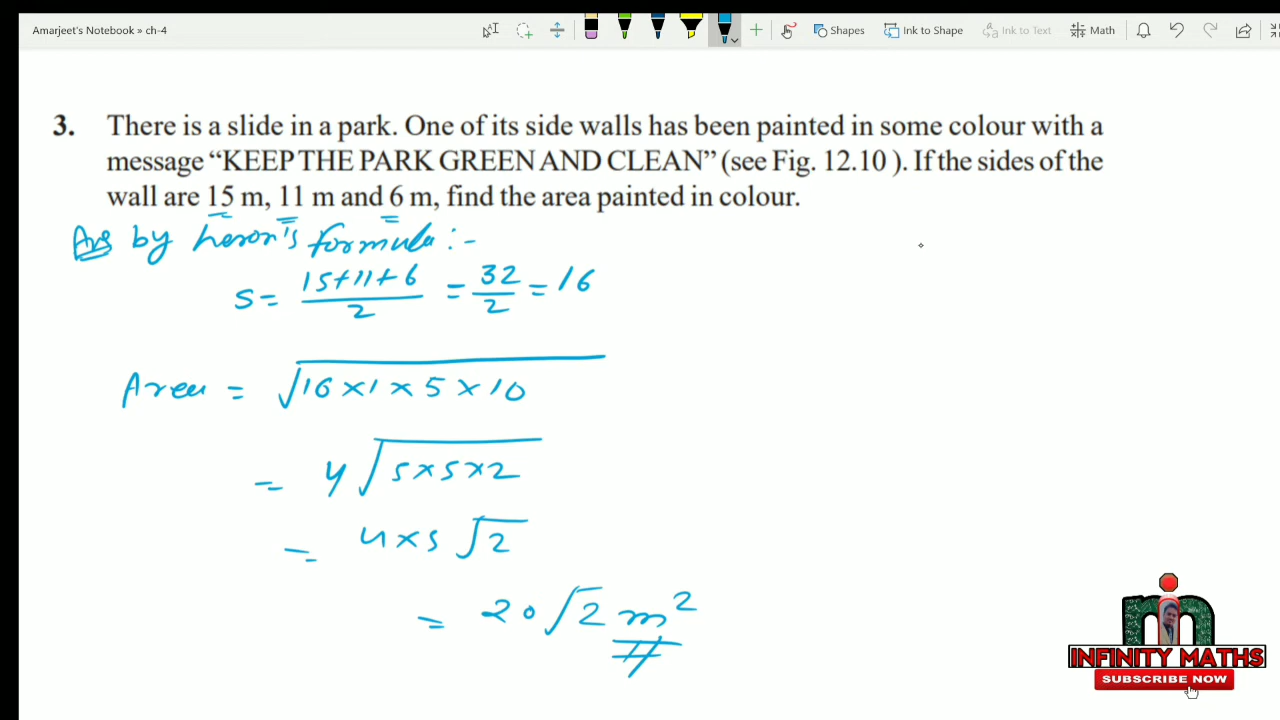 Amarjeet's Notebook » ch-4
Shapes Ink to Shape Ink to Text Math
3. There is a slide in a park. One of its side walls has been painted in some colour with a
message “KEEP THE PARK GREEN AND CLEAN” (see Fig. 12.10 ). If the sides of the
wall are 15 m, 11 m and 6 m, find the area painted in colour.
Ans by heron's formula :-
s = 15+11+6/2 = 32/2 = 16
Area = √16×1×5×10
= 4√5×5×2
= 4×5√2
= 20√2 m²
in
INFINITY MATHS
SUBSCRIBE NOW